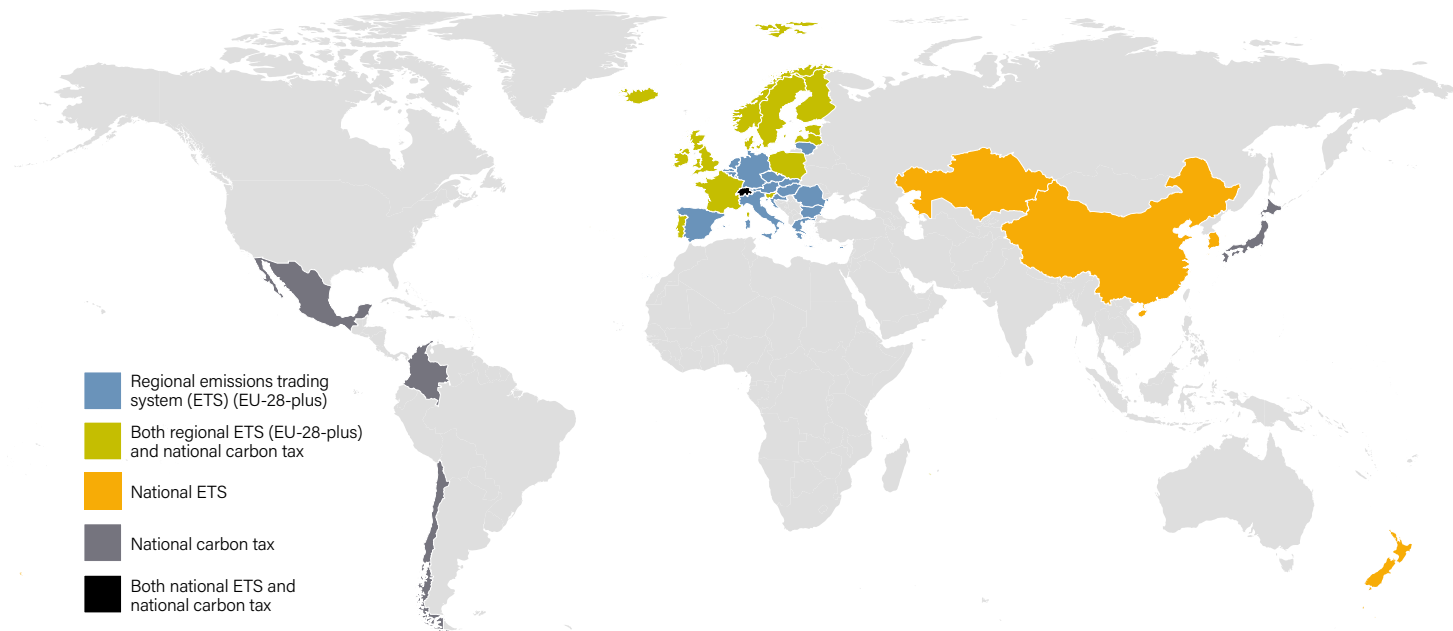 Regional emissions trading
system (ETS) (EU-28-plus)
Both regional ETS (EU-28-plus)
and national carbon tax
National ETS
National carbon tax
Both national ETS and
national carbon tax